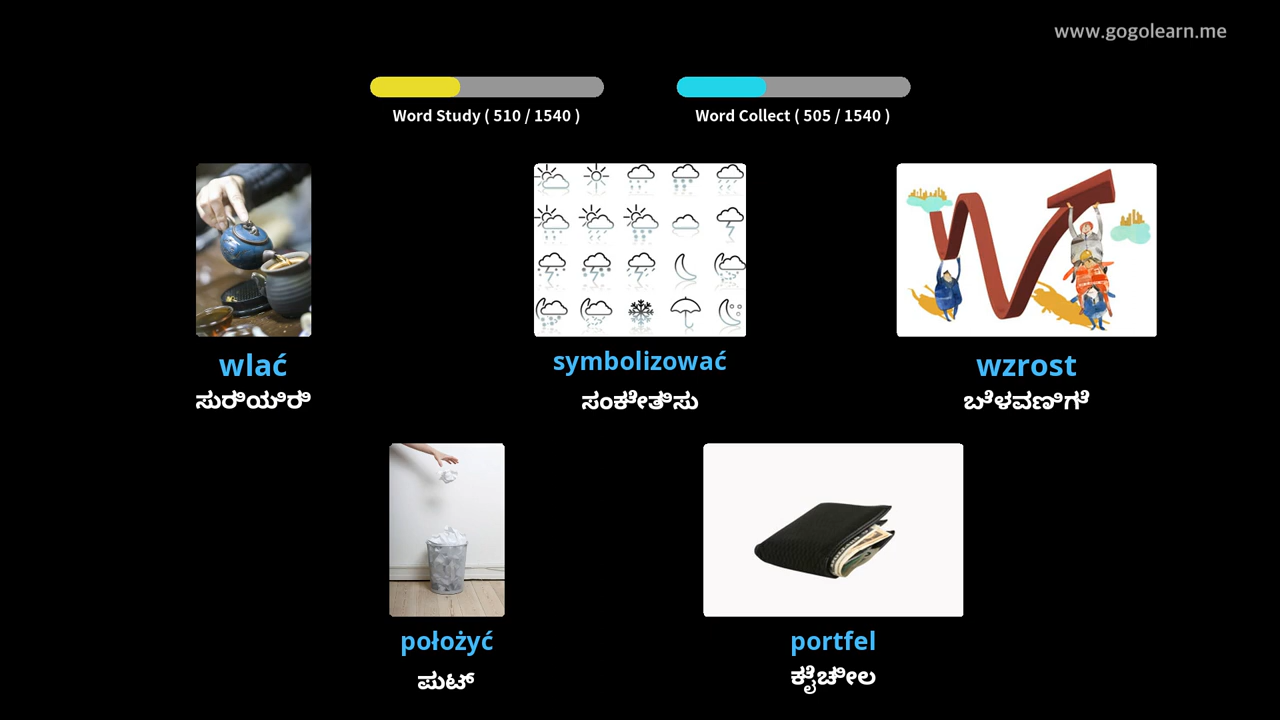 www.gogolearn.me
Word Study ( 510 / 1540 )
Word Collect ( 505 / 1540 )
wlać
ಸುರಿಯಿರಿ
symbolizować
ಸಂಕೇತಿಸು
wzrost
ಬೆಳವಣಿಗೆ
położyć
ಪುಟ್
portfel
ಕೈಚೀಲ